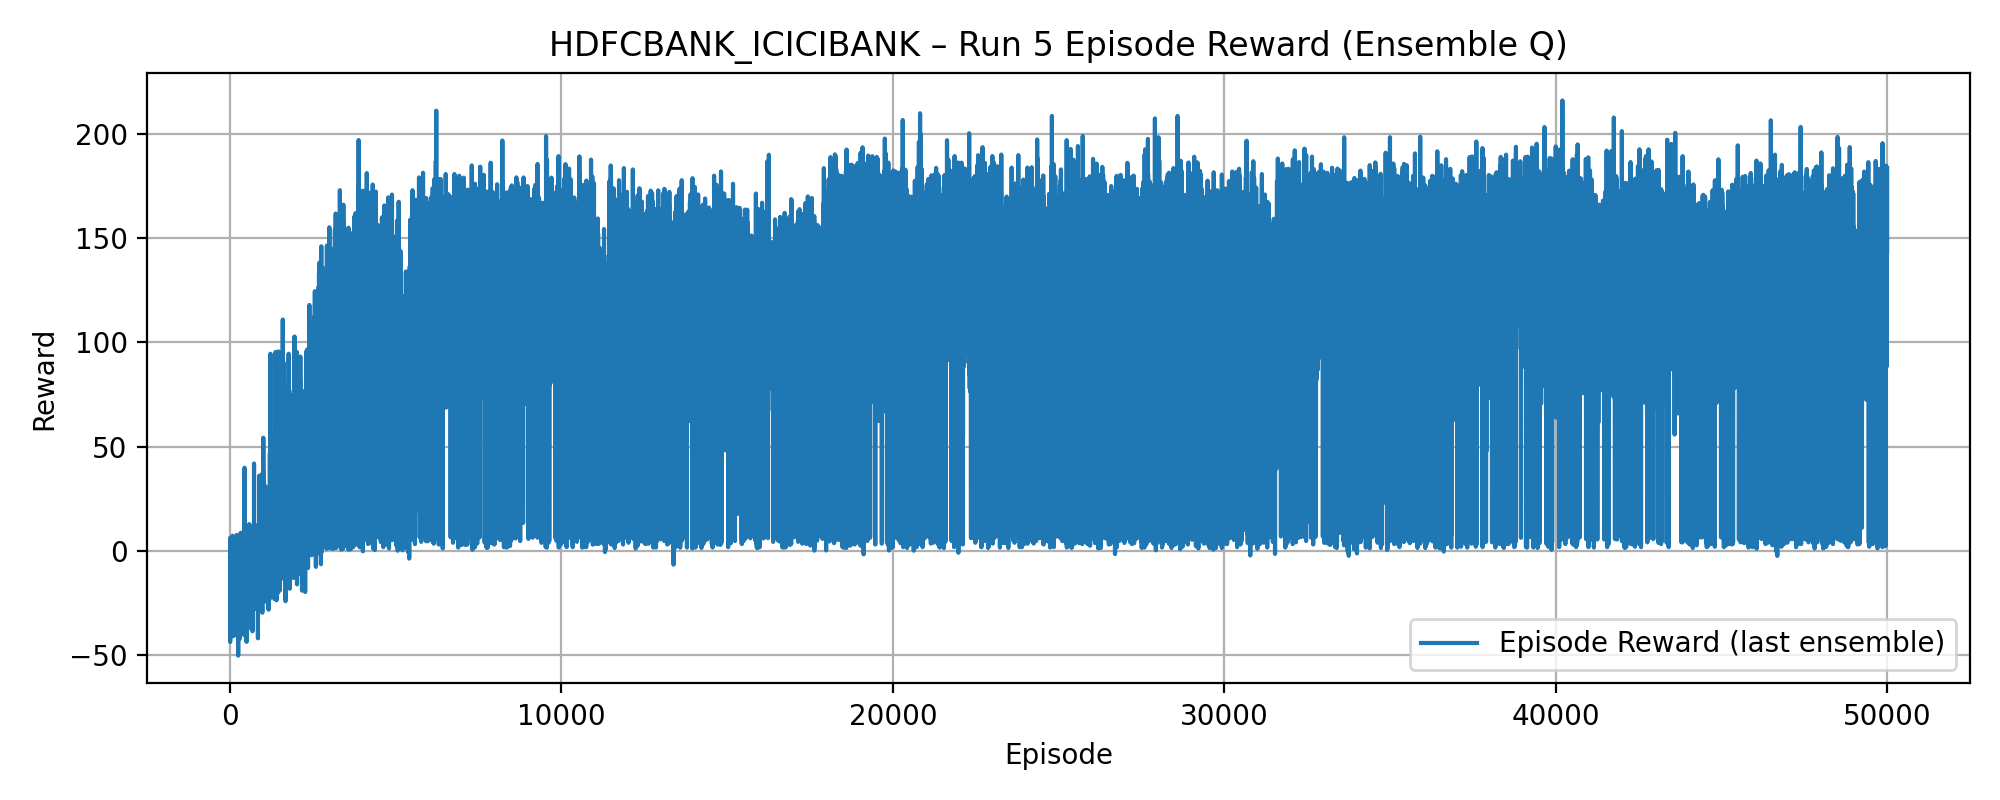 HDFCBANK_ICICIBANK – Run 5 Episode Reward (Ensemble Q)
200
150
100
50
0
−50
Reward
0 10000 20000 30000 40000 50000
Episode
Episode Reward (last ensemble)